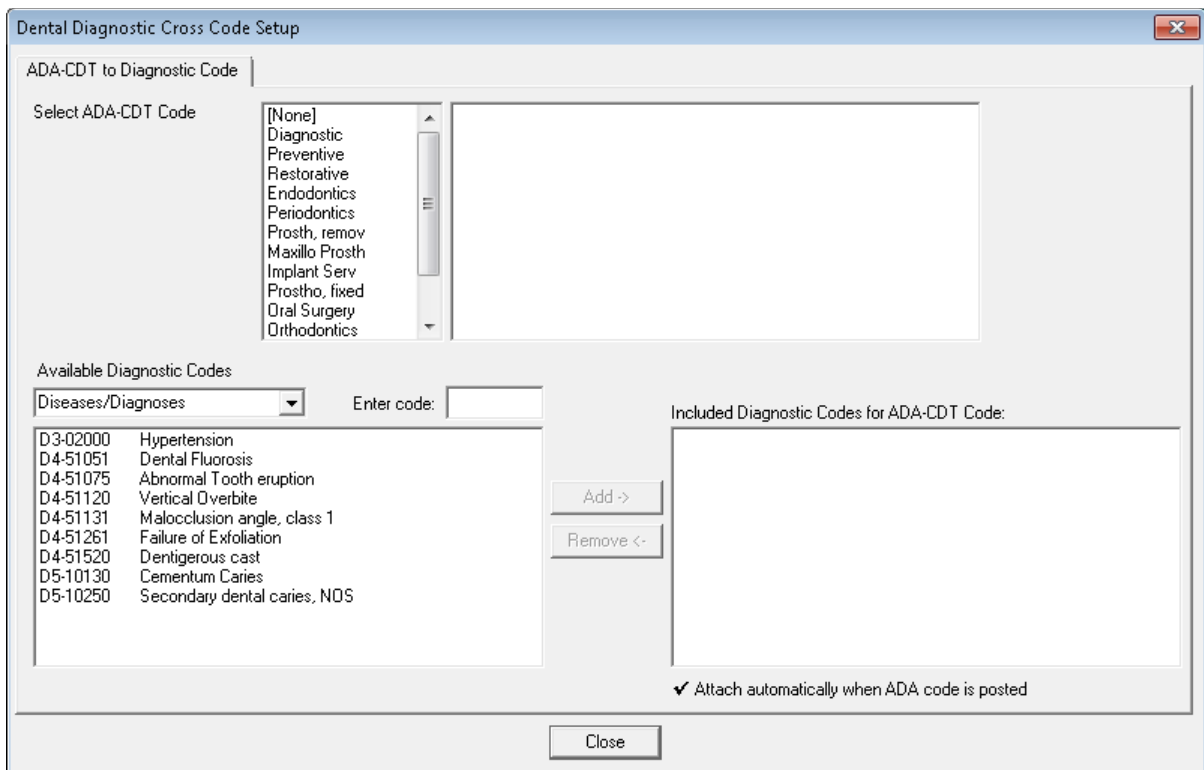 Dental Diagnostic Cross Code Setup
ADA-CDT to Diagnostic Code
Select ADA-CDT Code
[None]
Diagnostic
Preventive
Restorative
Endodontics
Periodontics
Prosth, remov
Maxillo Prosth
Implant Serv
Prostho, fixed
Oral Surgery
Orthodontics
Available Diagnostic Codes
Diseases/Diagnoses
Enter code:
D3-02000 Hypertension
D4-51051 Dental Fluorosis
D4-51075 Abnormal Tooth eruption
D4-51120 Vertical Overbite
D4-51131 Malocclusion angle, class 1
D4-51261 Failure of Exfoliation
D4-51520 Dentigerous cast
D5-10130 Cementum Caries
D5-10250 Secondary dental caries, NOS
Add ->
Remove <-
Included Diagnostic Codes for ADA-CDT Code:
✓ Attach automatically when ADA code is posted
Close